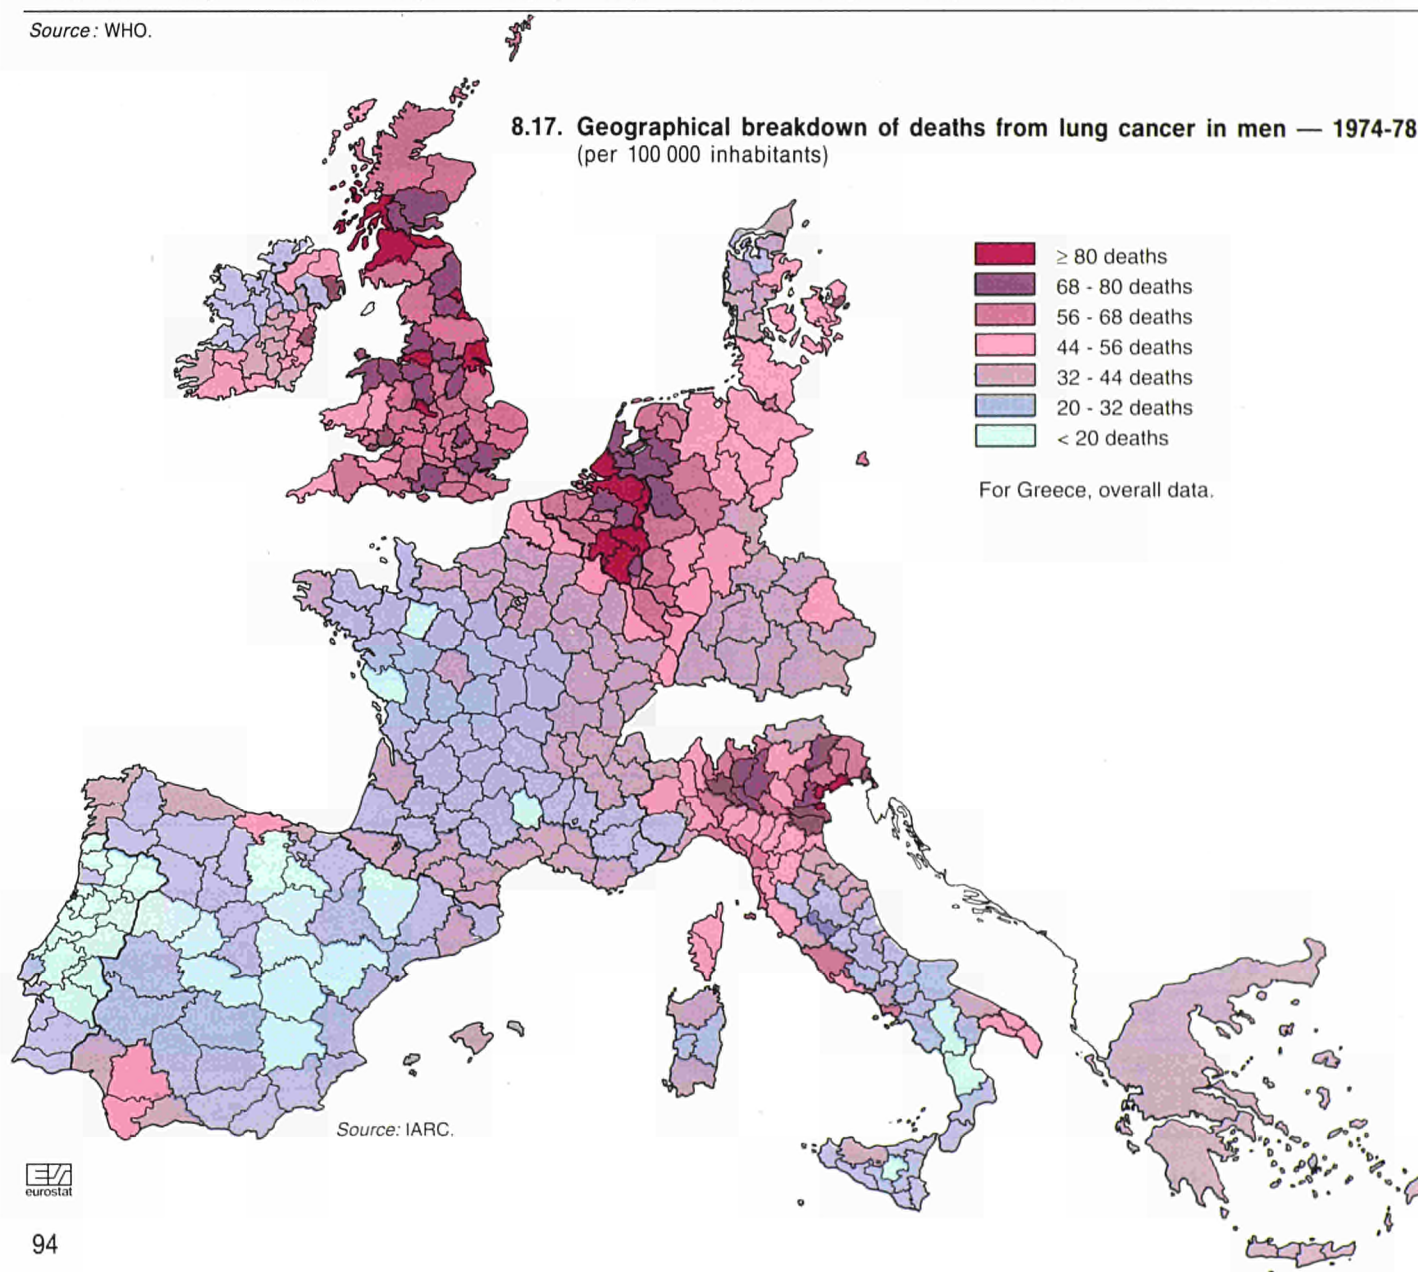 Source: WHO.
8.17. Geographical breakdown of deaths from lung cancer in men — 1974-78
(per 100 000 inhabitants)
≥ 80 deaths
68 - 80 deaths
56 - 68 deaths
44 - 56 deaths
32 - 44 deaths
20 - 32 deaths
< 20 deaths
For Greece, overall data.
Source: IARC.
eurostat
94